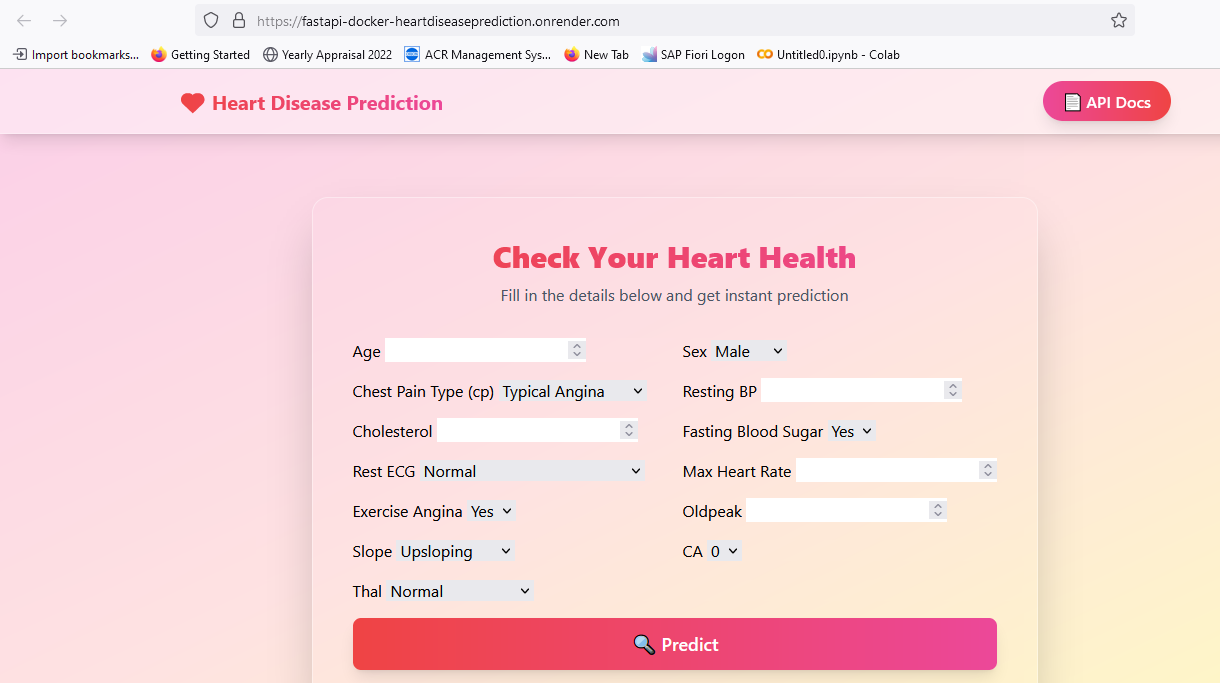 https://fastapi-docker-heartdiseaseprediction.onrender.com
Import bookmarks... Getting Started Yearly Appraisal 2022 ACR Management Sys... New Tab SAP Fiori Logon Untitled0.ipynb - Colab
Heart Disease Prediction API Docs
Check Your Heart Health
Fill in the details below and get instant prediction
Age Sex Male
Chest Pain Type (cp) Typical Angina Resting BP
Cholesterol Fasting Blood Sugar Yes
Rest ECG Normal Max Heart Rate
Exercise Angina Yes Oldpeak
Slope Upsloping CA 0
Thal Normal
Predict